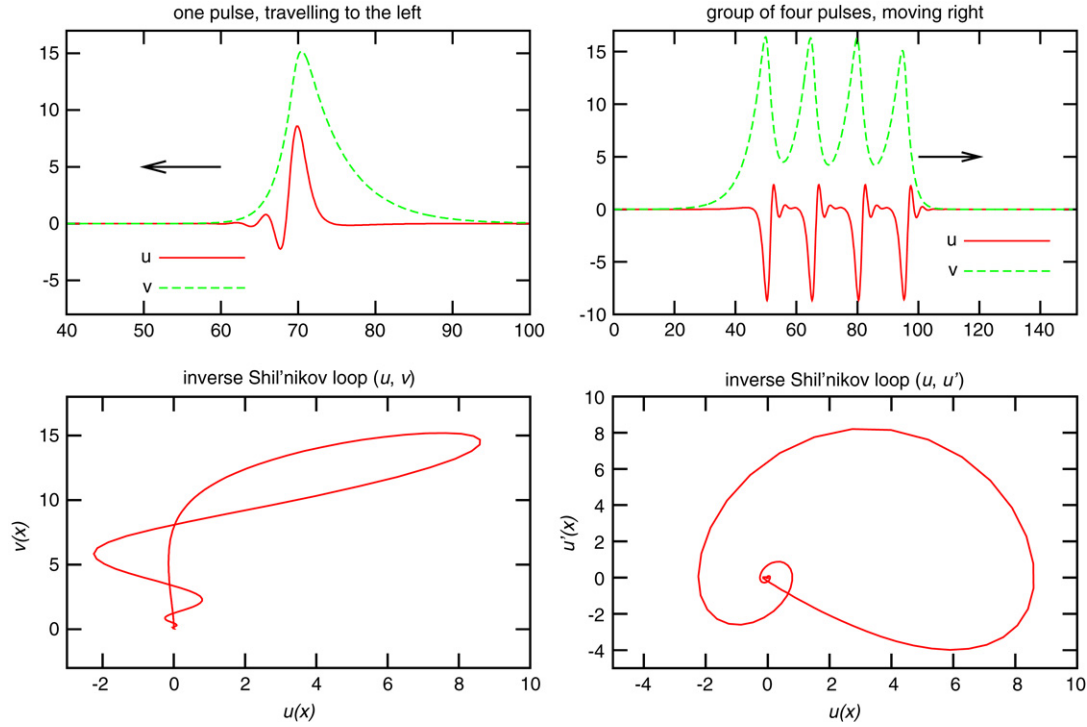 one pulse, travelling to the left
15
10
5
0
-5
u
v
40 50 60 70 80 90 100
group of four pulses, moving right
15
10
5
0
-5
-10
u
v
0 20 40 60 80 100 120 140
inverse Shil'nikov loop (u, v)
15
10
5
0
v(x)
-2 0 2 4 6 8 10
u(x)
inverse Shil'nikov loop (u, u')
10
8
6
4
2
0
-2
-4
u'(x)
-4 -2 0 2 4 6 8 10
u(x)